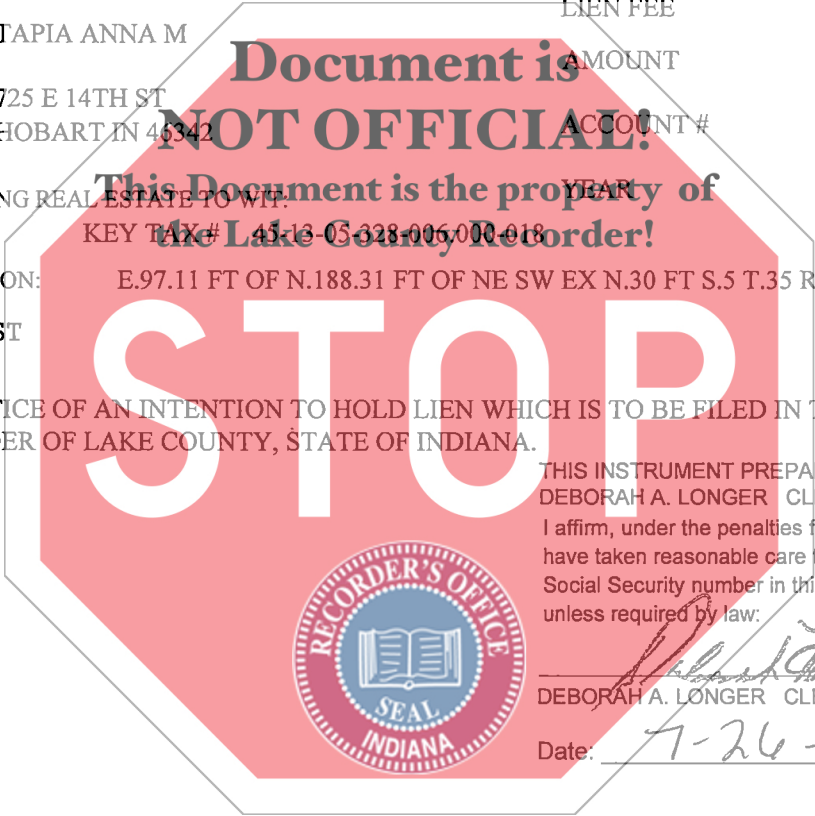 LIEN FEE
TAPIA ANNA M
AMOUNT
Document is
725 E 14TH ST
HOBART IN 46342
ACCOUNT #
NOT OFFICIAL!
This Document is the property of
NG REAL ESTATE TO WIT:
YEAR
KEY TAX # 45-13-05-328-006.000-018
the Lake County Recorder!
ON: E.97.11 FT OF N.188.31 FT OF NE SW EX N.30 FT S.5 T.35 R
ST
STOP
TICE OF AN INTENTION TO HOLD LIEN WHICH IS TO BE FILED IN T
ER OF LAKE COUNTY, STATE OF INDIANA.
THIS INSTRUMENT PREPA
DEBORAH A. LONGER CL
I affirm, under the penalties f
have taken reasonable care t
Social Security number in thi
unless required by law:
RECORDER'S OFFICE
SEAL
INDIANA
DEBORAH A. LONGER CLE
Date: 7-26-